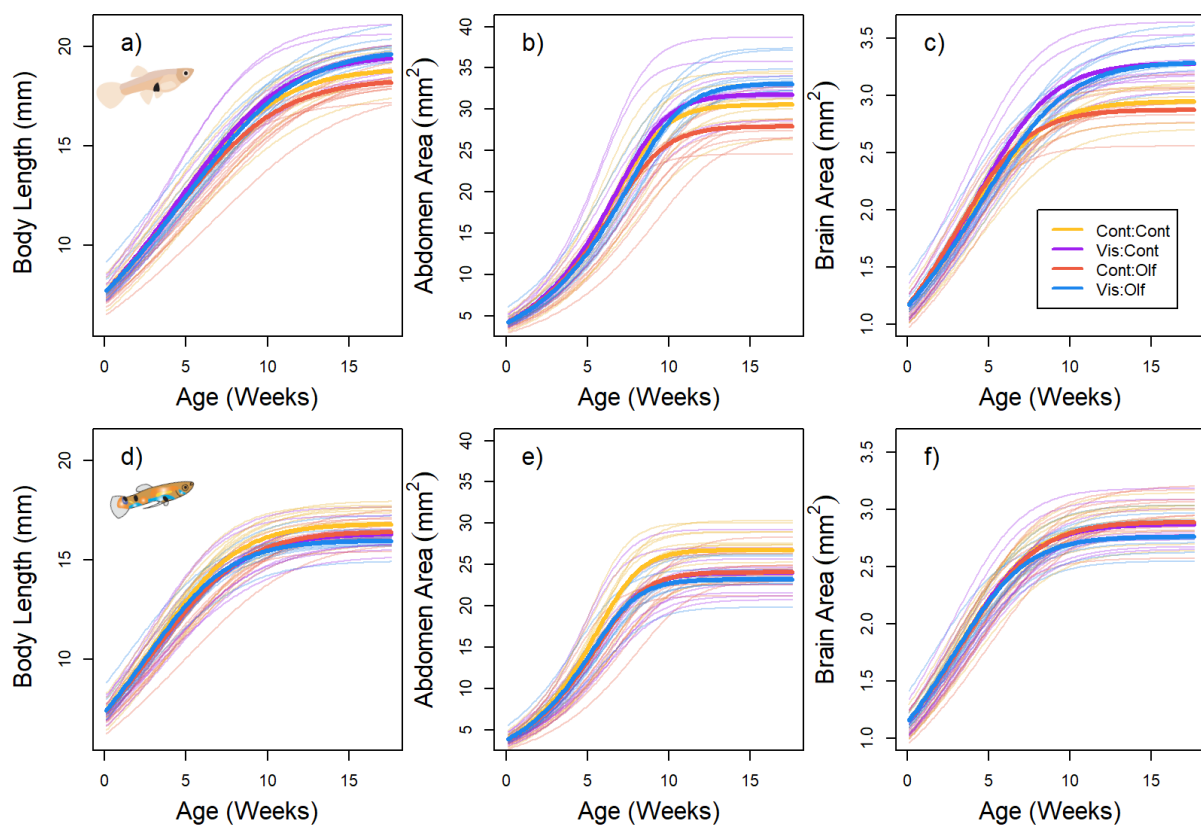 a)
Body Length (mm)
20
15
10
0 5 10 15
Age (Weeks)
b)
Abdomen Area (mm²)
40
35
30
25
20
15
10
5
0 5 10 15
Age (Weeks)
c)
Brain Area (mm²)
3.5
3.0
2.5
2.0
1.5
1.0
Cont:Cont
Vis:Cont
Cont:Olf
Vis:Olf
0 5 10 15
Age (Weeks)
d)
Body Length (mm)
20
15
10
0 5 10 15
Age (Weeks)
e)
Abdomen Area (mm²)
40
35
30
25
20
15
10
5
0 5 10 15
Age (Weeks)
f)
Brain Area (mm²)
3.5
3.0
2.5
2.0
1.5
1.0
0 5 10 15
Age (Weeks)